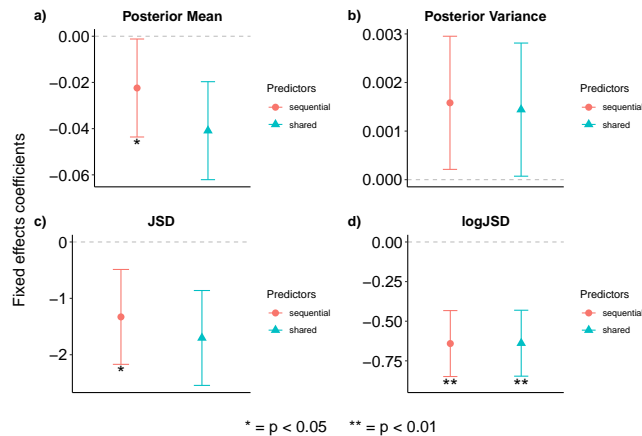 a) Posterior Mean
0.00
−0.02
−0.04
−0.06
*
Predictors
sequential
shared
b) Posterior Variance
0.003
0.002
0.001
0.000
Predictors
sequential
shared
Fixed effects coefficients
c) JSD
0
−1
−2
*
Predictors
sequential
shared
d) logJSD
0.00
−0.25
−0.50
−0.75
** **
Predictors
sequential
shared
* = p < 0.05 ** = p < 0.01